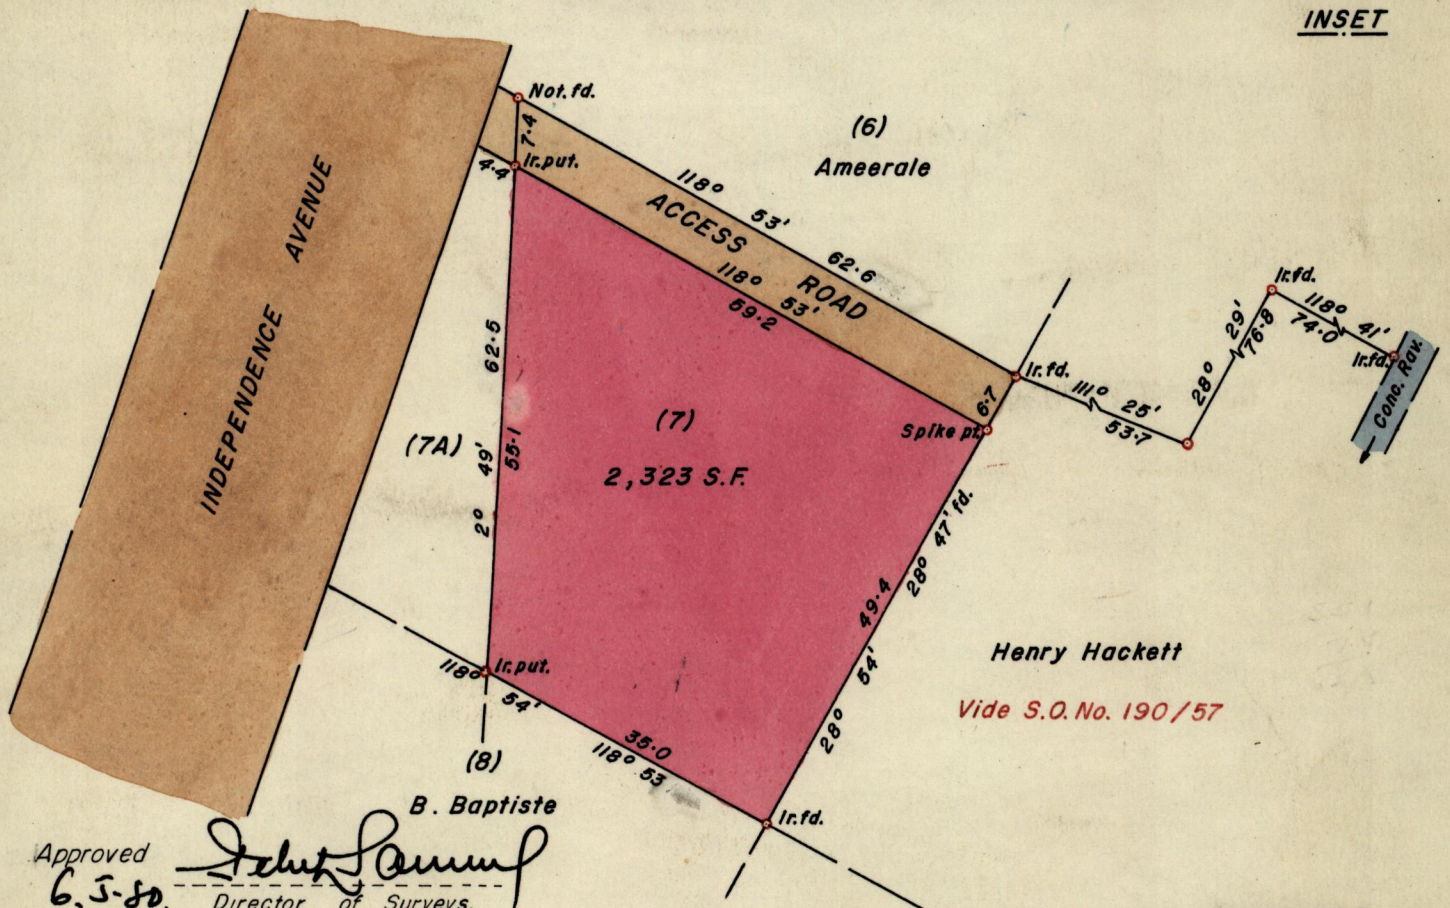 INSET
Not. fd.
7·4
4·4
Ir. put.
(6)
Ameerale
118° 53'
62·6
ACCESS ROAD
118° 53'
59·2
INDEPENDENCE AVENUE
Ir. fd.
118° 41'
74·0
Ir. fd.
Conc. Rav.
28° 29'
76·8
Ir. fd.
111° 25'
53·7
6·7
Spike pt.
62·5
2° 49'
55·1
(7A)
(7)
2,323 S.F.
28° 47' fd.
49·4
28° 54'
Henry Hackett
Vide S.O. No. 190/57
118° 54'
Ir. put.
35·0
118° 53
(8)
B. Baptiste
Ir. fd.
Approved
6.5-80.
Director of Surveys.